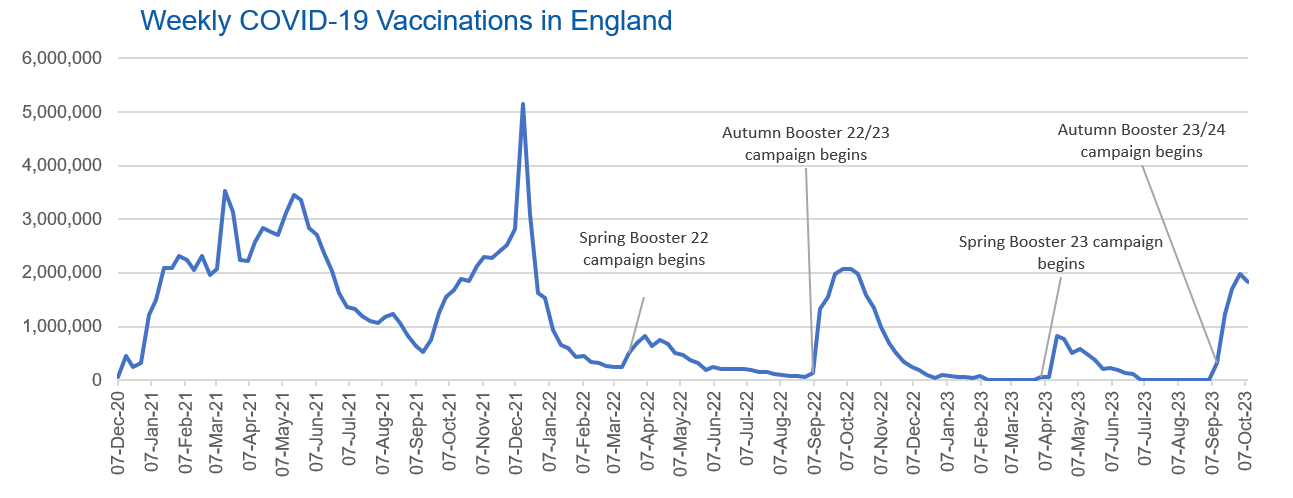 Weekly COVID-19 Vaccinations in England
6,000,000
5,000,000
4,000,000
3,000,000
2,000,000
1,000,000
0
Autumn Booster 22/23
campaign begins
Autumn Booster 23/24
campaign begins
Spring Booster 22
campaign begins
Spring Booster 23 campaign
begins
07-Dec-20
07-Jan-21
07-Feb-21
07-Mar-21
07-Apr-21
07-May-21
07-Jun-21
07-Jul-21
07-Aug-21
07-Sep-21
07-Oct-21
07-Nov-21
07-Dec-21
07-Jan-22
07-Feb-22
07-Mar-22
07-Apr-22
07-May-22
07-Jun-22
07-Jul-22
07-Aug-22
07-Sep-22
07-Oct-22
07-Nov-22
07-Dec-22
07-Jan-23
07-Feb-23
07-Mar-23
07-Apr-23
07-May-23
07-Jun-23
07-Jul-23
07-Aug-23
07-Sep-23
07-Oct-23